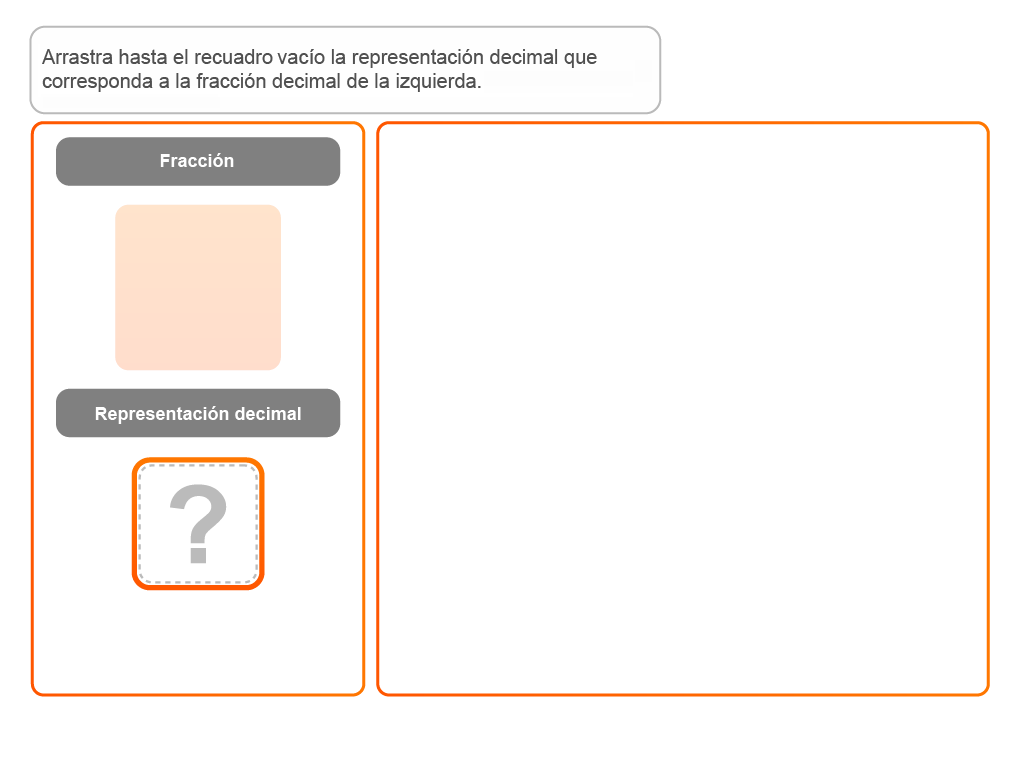 Arrastra hasta el recuadro vacío la representación decimal que
corresponda a la fracción decimal de la izquierda.
Fracción
Representación decimal
?